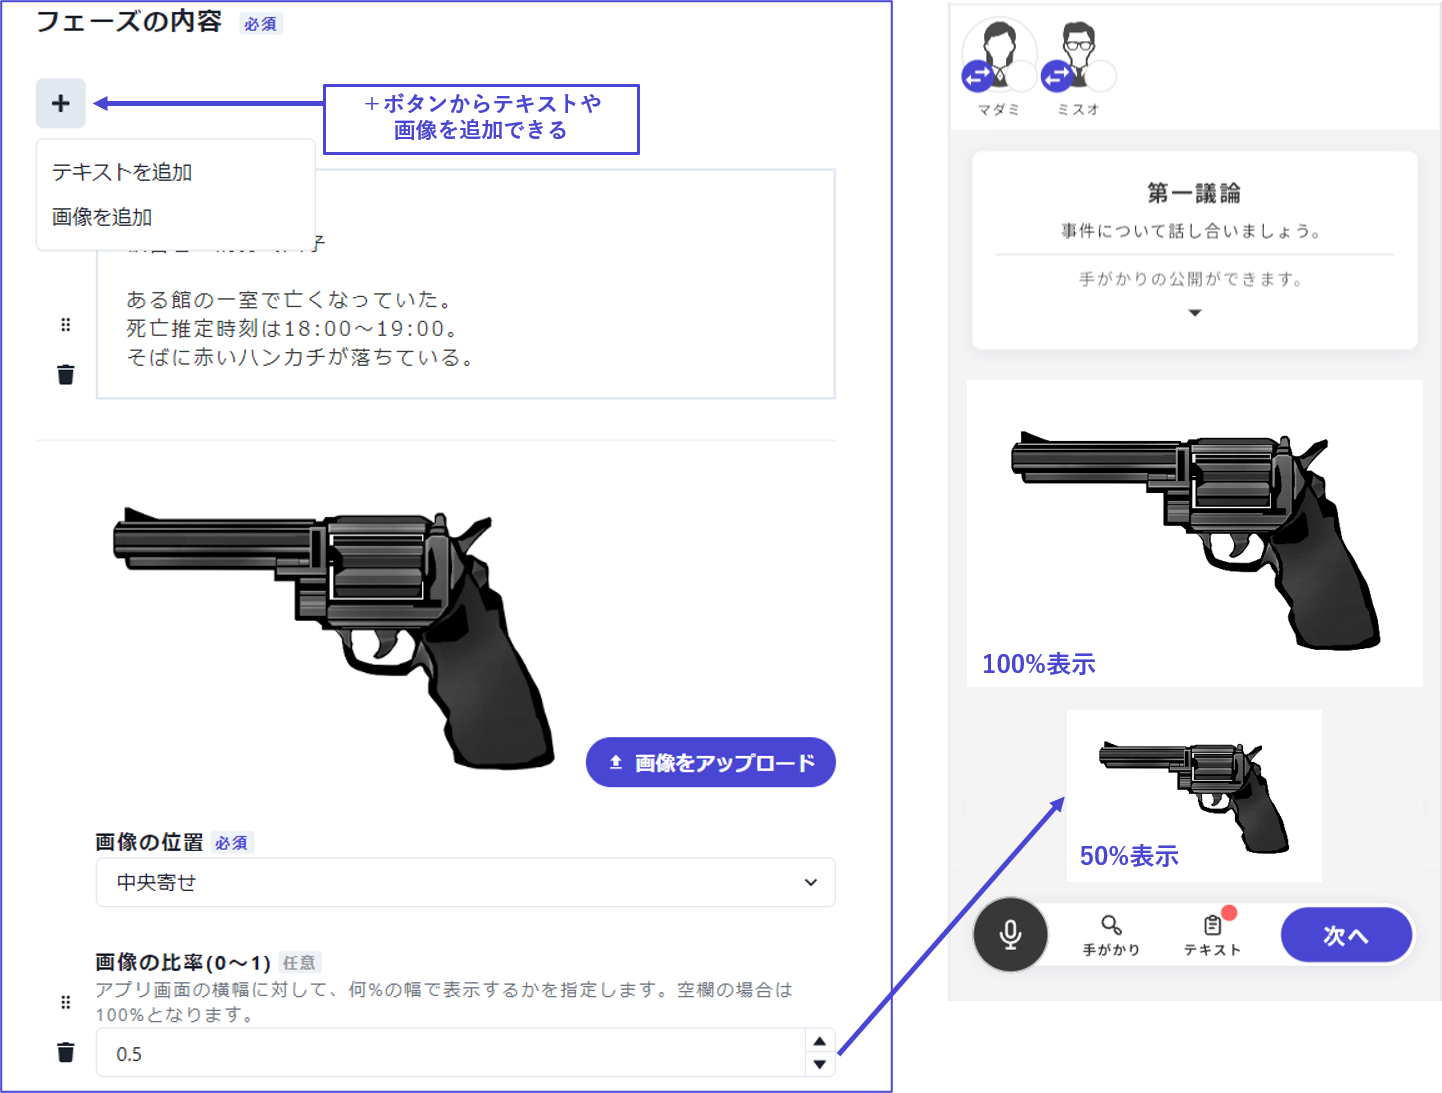 フェーズの内容 必須
＋ボタンからテキストや
画像を追加できる
テキストを追加
画像を追加
ある館の一室で亡くなっていた。
死亡推定時刻は18:00〜19:00。
そばに赤いハンカチが落ちている。
画像をアップロード
画像の位置 必須
中央寄せ
画像の比率(0〜1) 任意
アプリ画面の横幅に対して、何%の幅で表示するかを指定します。空欄の場合は
100%となります。
0.5
マダミ
ミスオ
第一議論
事件について話し合いましょう。
手がかりの公開ができます。
100%表示
50%表示
手がかり
テキスト
次へ